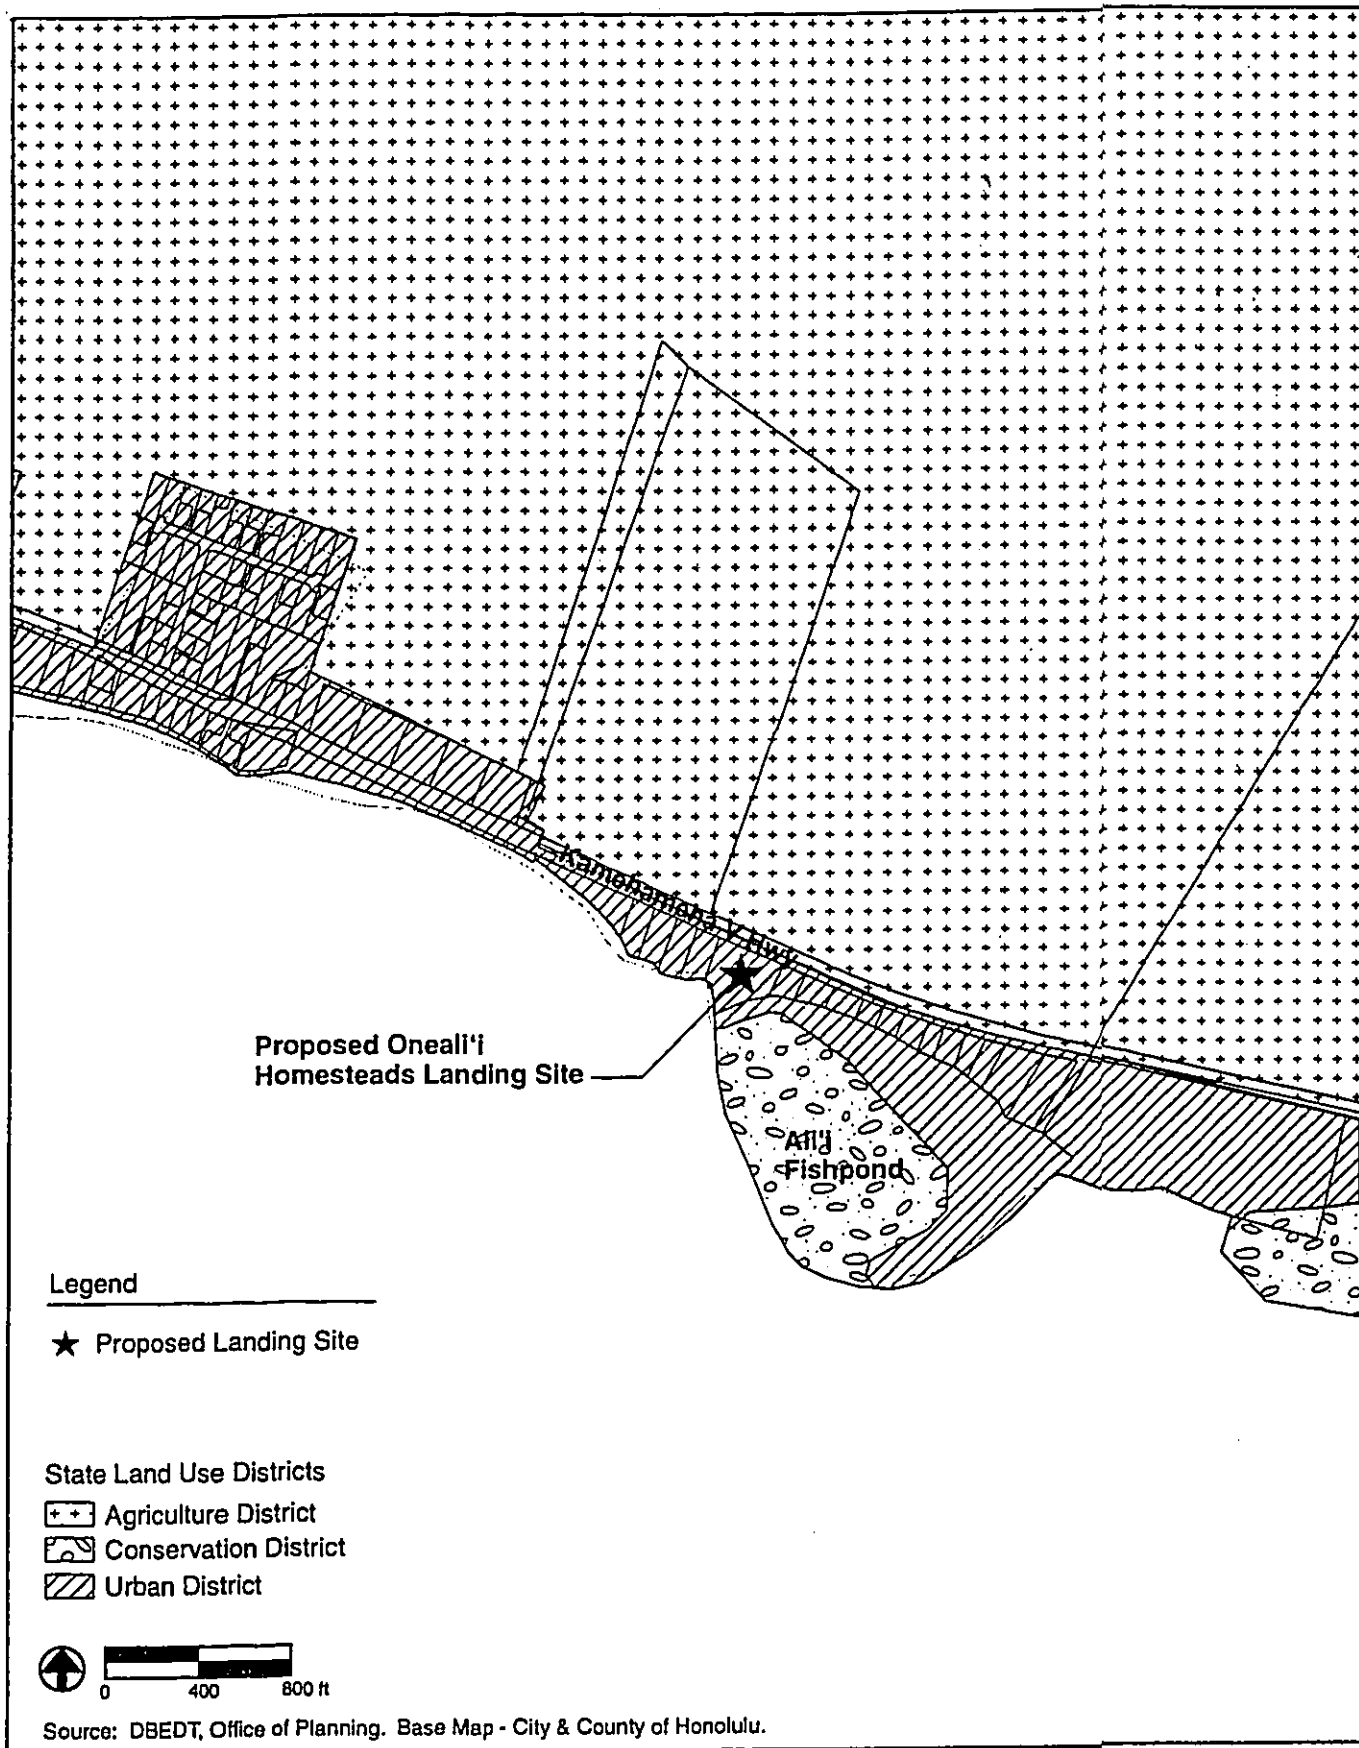 Kamehameha V Hwy
Proposed Oneali‘i
Homesteads Landing Site
Ali‘i
Fishpond
Legend
★ Proposed Landing Site
State Land Use Districts
Agriculture District
Conservation District
Urban District
0 400 800 ft
Source: DBEDT, Office of Planning. Base Map - City & County of Honolulu.